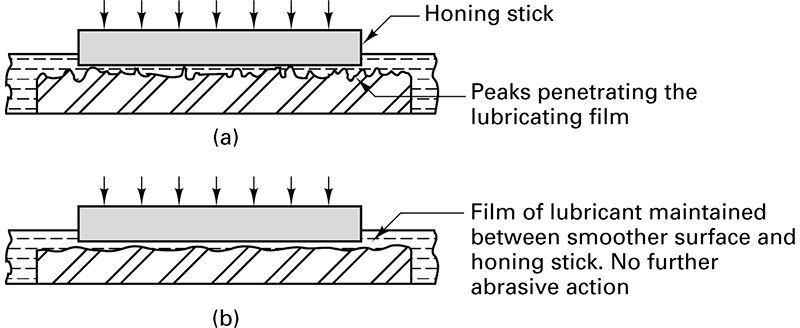 Honing stick
Peaks penetrating the
lubricating film
(a)
Film of lubricant maintained
between smoother surface and
honing stick. No further
abrasive action
(b)